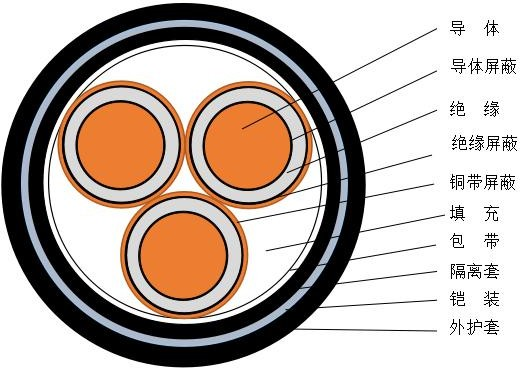 导 体
导体屏蔽
绝 缘
绝缘屏蔽
铜带屏蔽
填 充
包 带
隔离套
铠 装
外护套